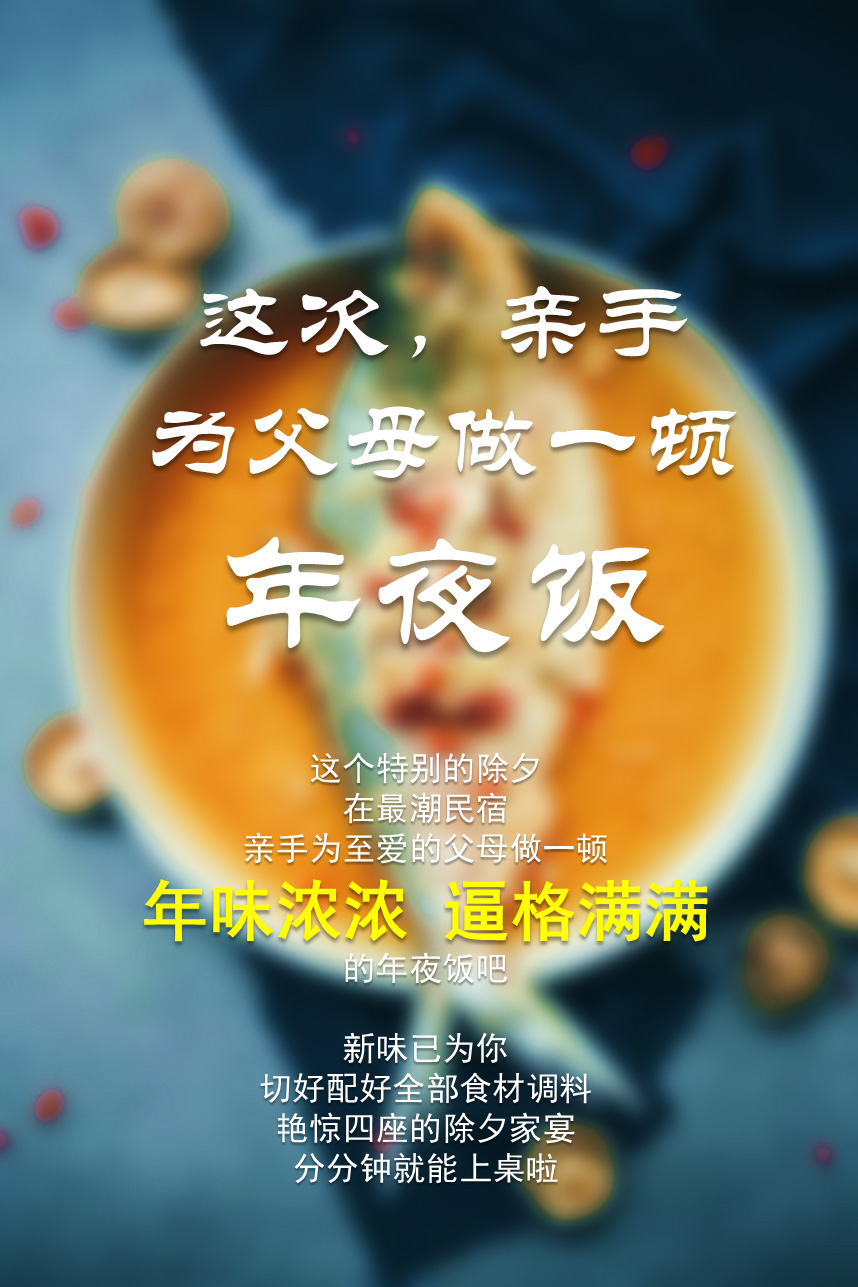 这次，亲手
为父母做一顿
年夜饭
这个特别的除夕
在最潮民宿
亲手为至爱的父母做一顿
年味浓浓 逼格满满
的年夜饭吧
新味已为你
切好配好全部食材调料
艳惊四座的除夕家宴
分分钟就能上桌啦